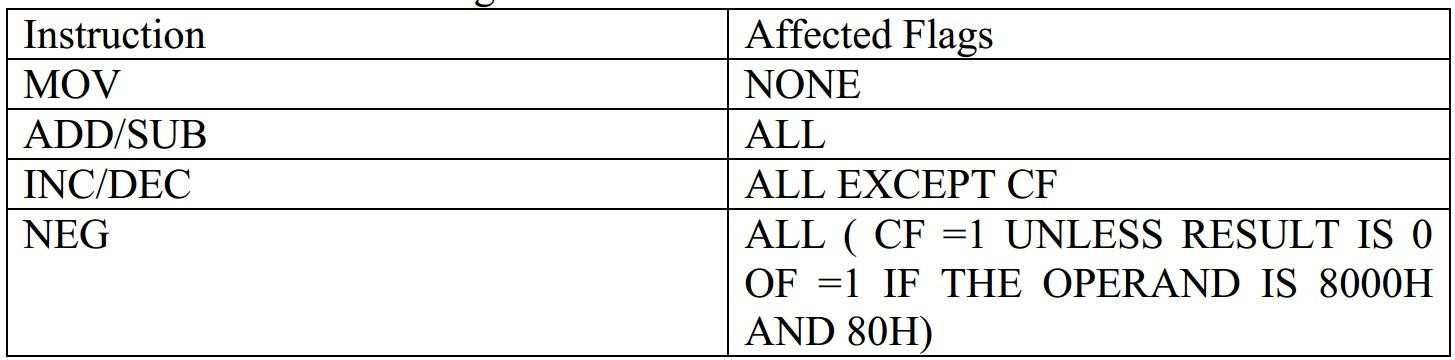 Instruction Affected Flags
MOV NONE
ADD/SUB ALL
INC/DEC ALL EXCEPT CF
NEG ALL ( CF =1 UNLESS RESULT IS 0
OF =1 IF THE OPERAND IS 8000H
AND 80H)